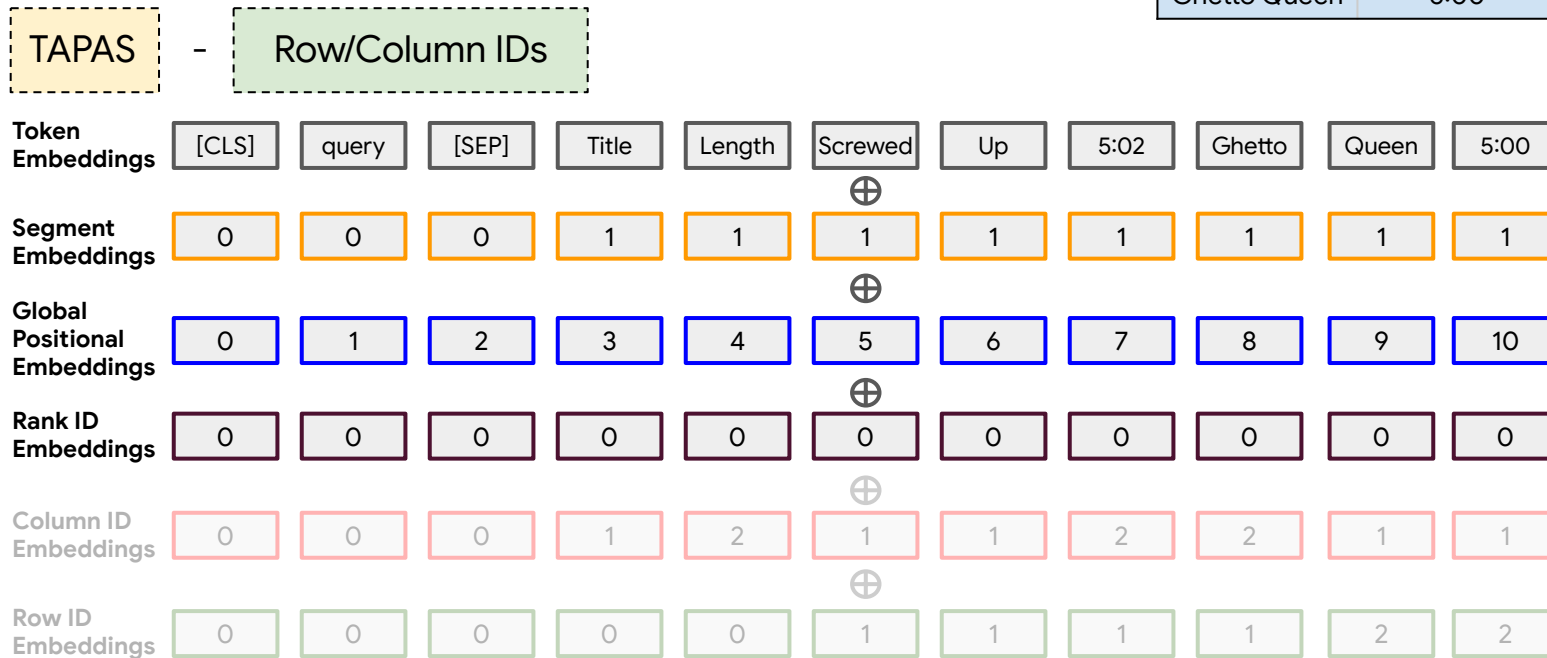 Ghetto Queen 5:00
TAPAS - Row/Column IDs
Token
Embeddings
[CLS] query [SEP] Title Length Screwed Up 5:02 Ghetto Queen 5:00
⊕
Segment
Embeddings
0 0 0 1 1 1 1 1 1 1 1
⊕
Global
Positional
Embeddings
0 1 2 3 4 5 6 7 8 9 10
⊕
Rank ID
Embeddings
0 0 0 0 0 0 0 0 0 0 0
⊕
Column ID
Embeddings
0 0 0 1 2 1 1 2 2 1 1
⊕
Row ID
Embeddings
0 0 0 0 0 1 1 1 1 2 2